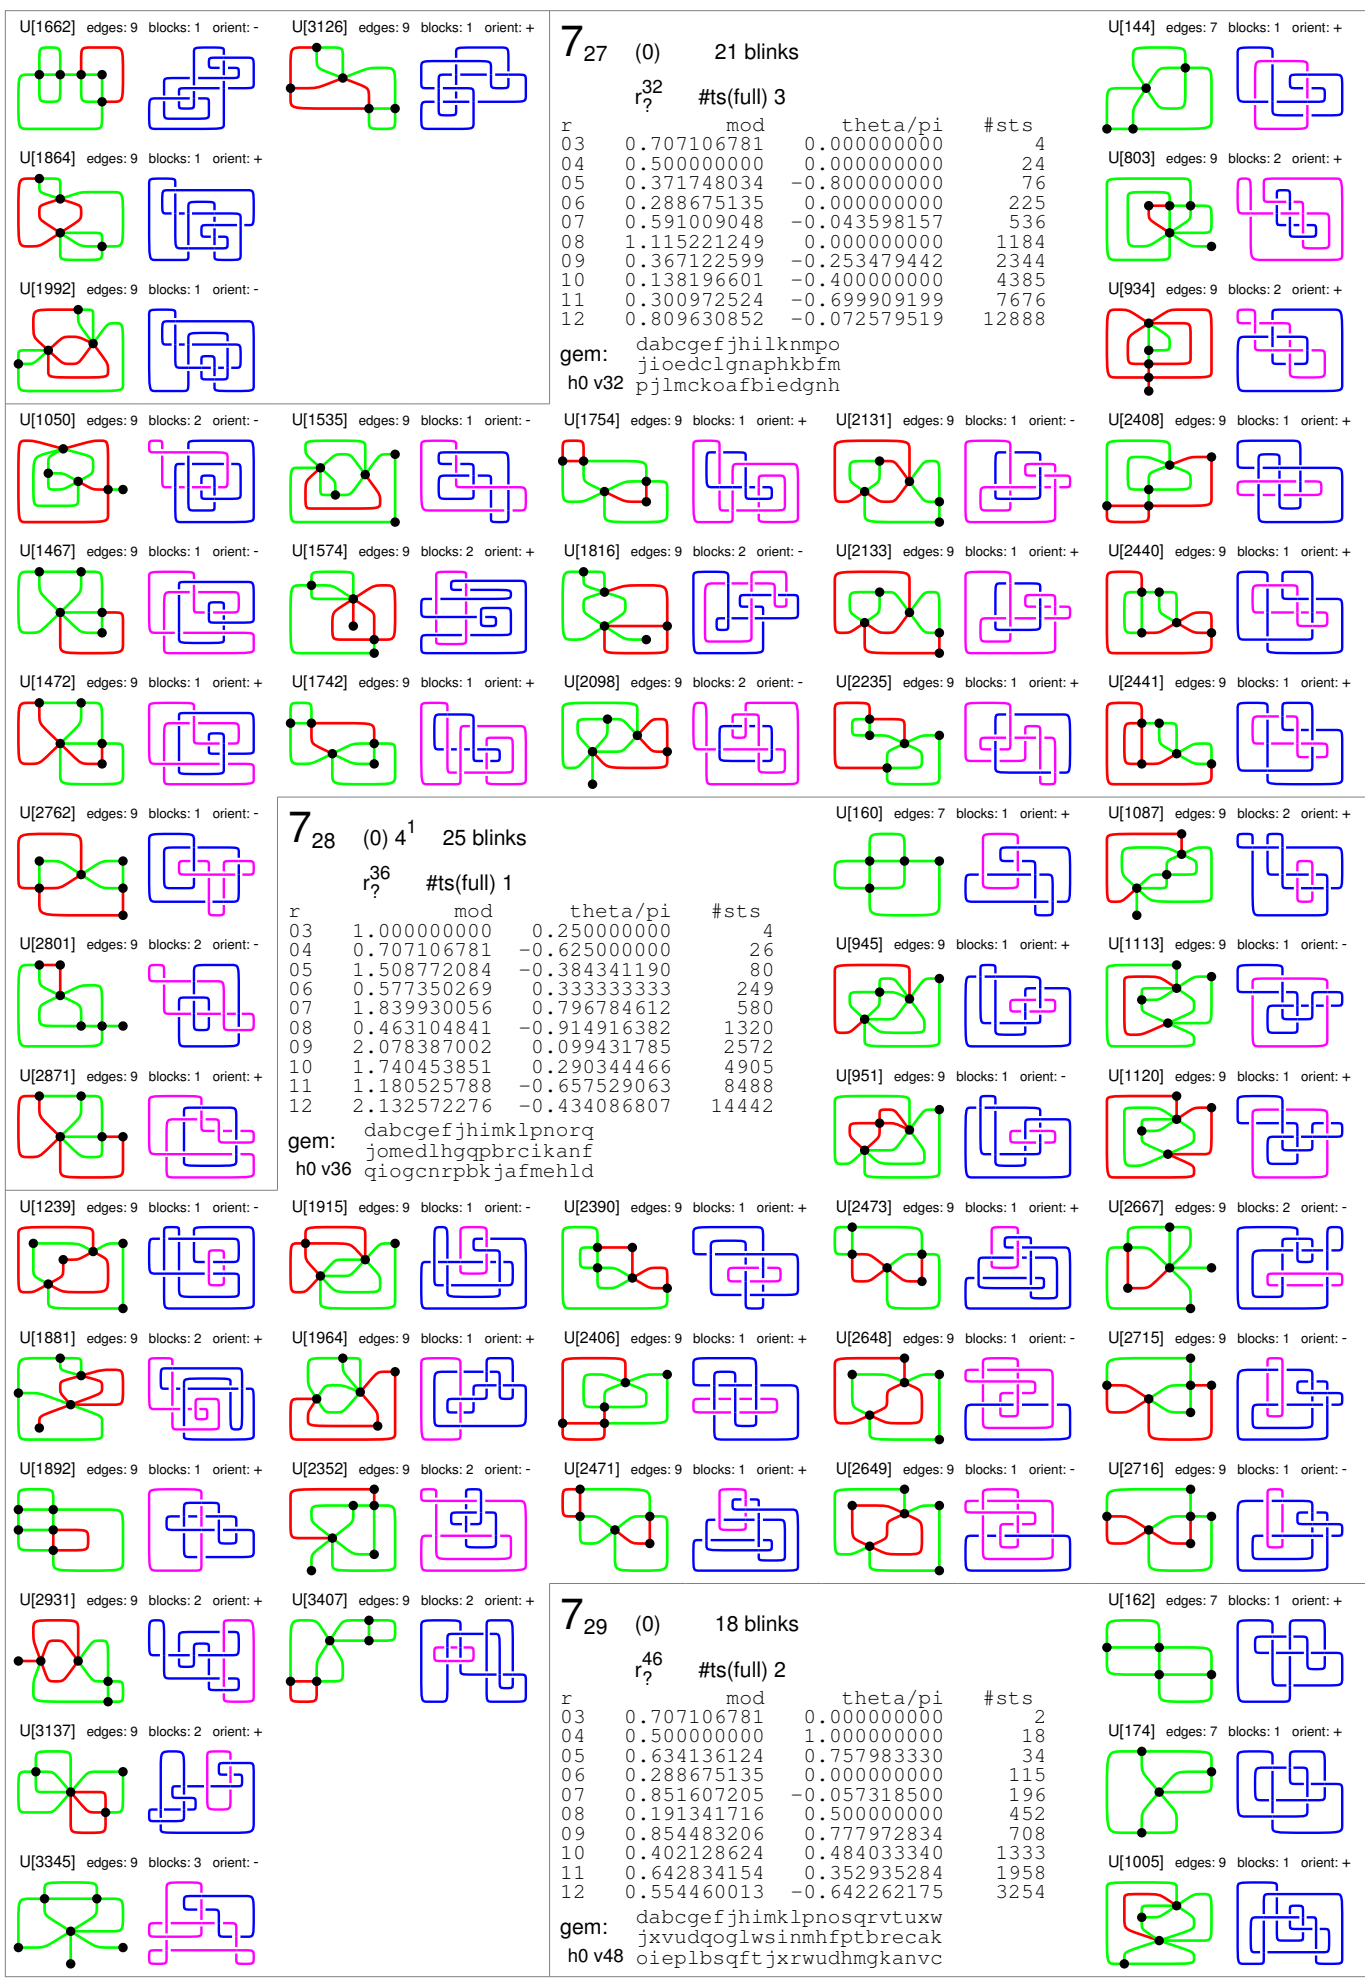 U[1662] edges: 9 blocks: 1 orient: -
U[3126] edges: 9 blocks: 1 orient: +
U[1864] edges: 9 blocks: 1 orient: +
U[1992] edges: 9 blocks: 1 orient: -
7₂₇ (0) 21 blinks
r?³² #ts(full) 3
r mod theta/pi #sts
03 0.707106781 0.000000000 4
04 0.500000000 0.000000000 24
05 0.371748034 −0.800000000 76
06 0.288675135 0.000000000 225
07 0.591009048 −0.043598157 536
08 1.115221249 0.000000000 1184
09 0.367122599 −0.253479442 2344
10 0.138196601 −0.400000000 4385
11 0.300972524 −0.699909199 7676
12 0.809630852 −0.072579519 12888
gem: dabcgefjhilknmpo
jioedclgnaphkbfm
h0 v32 pjlmckoafbiedgnh
U[144] edges: 7 blocks: 1 orient: +
U[803] edges: 9 blocks: 2 orient: +
U[934] edges: 9 blocks: 2 orient: +
U[1050] edges: 9 blocks: 2 orient: -
U[1535] edges: 9 blocks: 1 orient: -
U[1754] edges: 9 blocks: 1 orient: +
U[2131] edges: 9 blocks: 1 orient: -
U[2408] edges: 9 blocks: 1 orient: +
U[1467] edges: 9 blocks: 1 orient: -
U[1574] edges: 9 blocks: 2 orient: +
U[1816] edges: 9 blocks: 2 orient: -
U[2133] edges: 9 blocks: 1 orient: +
U[2440] edges: 9 blocks: 1 orient: +
U[1472] edges: 9 blocks: 1 orient: +
U[1742] edges: 9 blocks: 1 orient: +
U[2098] edges: 9 blocks: 2 orient: -
U[2235] edges: 9 blocks: 1 orient: +
U[2441] edges: 9 blocks: 1 orient: +
U[2762] edges: 9 blocks: 1 orient: -
U[2801] edges: 9 blocks: 2 orient: -
U[2871] edges: 9 blocks: 1 orient: +
7₂₈ (0) 4¹ 25 blinks
r?³⁶ #ts(full) 1
r mod theta/pi #sts
03 1.000000000 0.250000000 4
04 0.707106781 −0.625000000 26
05 1.508772084 −0.384341190 80
06 0.577350269 0.333333333 249
07 1.839930056 0.796784612 580
08 0.463104841 −0.914916382 1320
09 2.078387002 0.099431785 2572
10 1.740453851 0.290344466 4905
11 1.180525788 −0.657529063 8488
12 2.132572276 −0.434086807 14442
gem: dabcgefjhimklpnorq
jomedlhgqpbrcikanf
h0 v36 qiogcnrpbkjafmehld
U[160] edges: 7 blocks: 1 orient: +
U[1087] edges: 9 blocks: 2 orient: +
U[945] edges: 9 blocks: 1 orient: +
U[1113] edges: 9 blocks: 1 orient: -
U[951] edges: 9 blocks: 1 orient: -
U[1120] edges: 9 blocks: 1 orient: +
U[1239] edges: 9 blocks: 1 orient: -
U[1915] edges: 9 blocks: 1 orient: -
U[2390] edges: 9 blocks: 1 orient: +
U[2473] edges: 9 blocks: 1 orient: +
U[2667] edges: 9 blocks: 2 orient: -
U[1881] edges: 9 blocks: 2 orient: +
U[1964] edges: 9 blocks: 1 orient: +
U[2406] edges: 9 blocks: 1 orient: +
U[2648] edges: 9 blocks: 1 orient: -
U[2715] edges: 9 blocks: 1 orient: -
U[1892] edges: 9 blocks: 1 orient: +
U[2352] edges: 9 blocks: 2 orient: -
U[2471] edges: 9 blocks: 1 orient: +
U[2649] edges: 9 blocks: 1 orient: -
U[2716] edges: 9 blocks: 1 orient: -
U[2931] edges: 9 blocks: 2 orient: +
U[3407] edges: 9 blocks: 2 orient: +
U[3137] edges: 9 blocks: 2 orient: +
U[3345] edges: 9 blocks: 3 orient: -
7₂₉ (0) 18 blinks
r?⁴⁶ #ts(full) 2
r mod theta/pi #sts
03 0.707106781 0.000000000 2
04 0.500000000 1.000000000 18
05 0.634136124 0.757983330 34
06 0.288675135 0.000000000 115
07 0.851607205 −0.057318500 196
08 0.191341716 0.500000000 452
09 0.854483206 0.777972834 708
10 0.402128624 0.484033340 1333
11 0.642834154 0.352935284 1958
12 0.554460013 −0.642262175 3254
gem: dabcgefjhimklpnosqrvtuxw
jxvudqoglwsinmhfptbrecak
h0 v48 oieplbsqftjxrwudhmgkanvc
U[162] edges: 7 blocks: 1 orient: +
U[174] edges: 7 blocks: 1 orient: +
U[1005] edges: 9 blocks: 1 orient: +